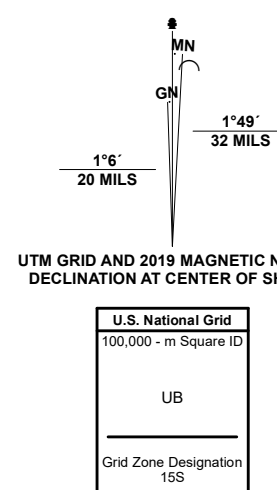 MN
GN
1°49´
32 MILS
1°6´
20 MILS
UTM GRID AND 2019 MAGNETIC
DECLINATION AT CENTER OF
U.S. National Grid
100,000 - m Square ID
UB
Grid Zone Designation
15S